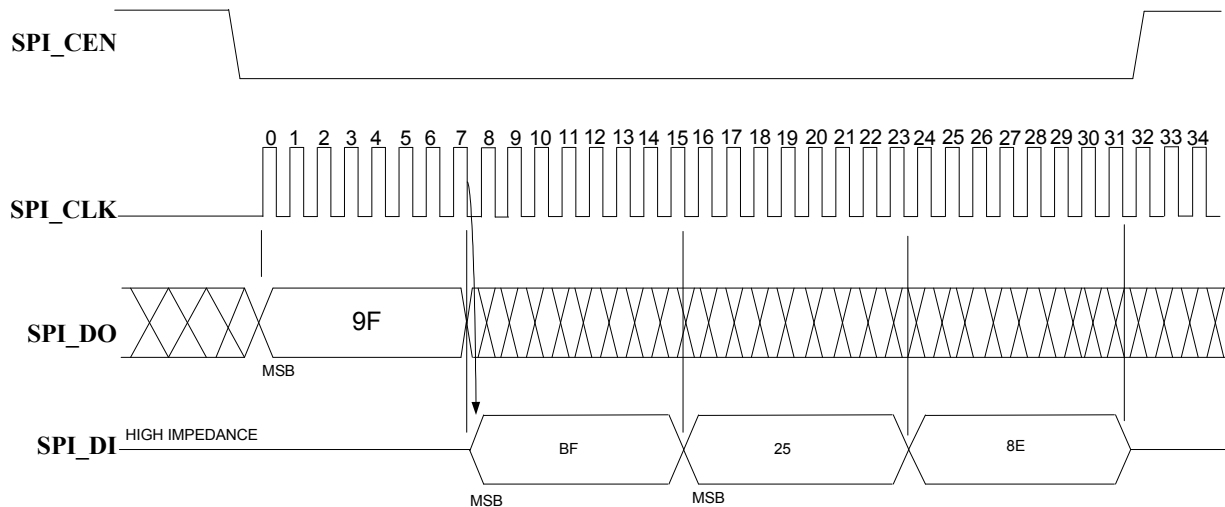 SPI_CEN
0 1 2 3 4 5 6 7 8 9 10 11 12 13 14 15 16 17 18 19 20 21 22 23 24 25 26 27 28 29 30 31 32 33 34
SPI_CLK
SPI_DO
9F
MSB
SPI_DI
HIGH IMPEDANCE
BF
25
8E
MSB
MSB